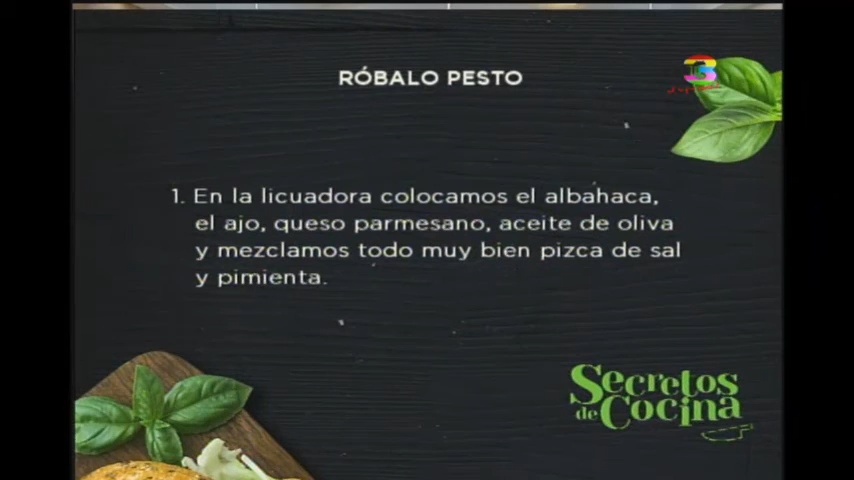 RÓBALO PESTO
3
1. En la licuadora colocamos el albahaca,
el ajo, queso parmesano, aceite de oliva
y mezclamos todo muy bien pizca de sal
y pimienta.
Secretos
de Cocina